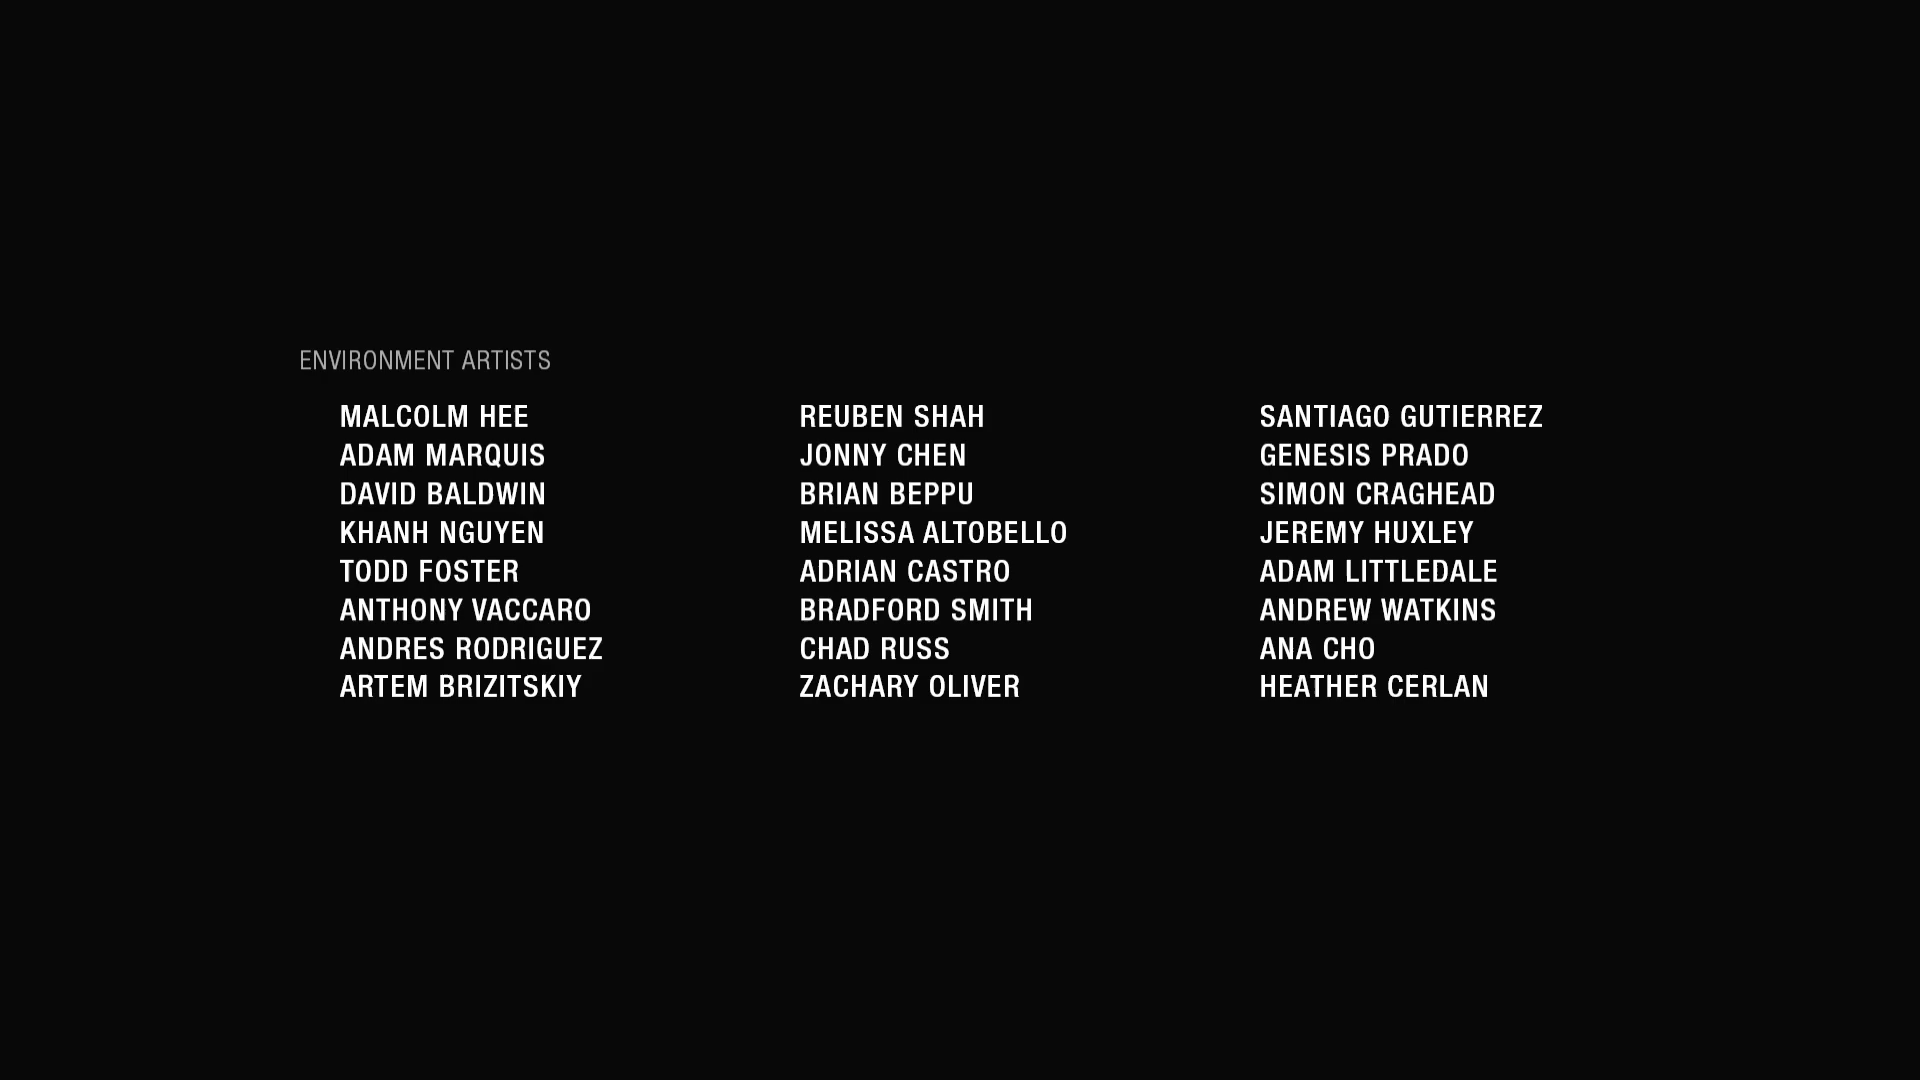 ENVIRONMENT ARTISTS
MALCOLM HEE
ADAM MARQUIS
DAVID BALDWIN
KHANH NGUYEN
TODD FOSTER
ANTHONY VACCARO
ANDRES RODRIGUEZ
ARTEM BRIZITSKIY
REUBEN SHAH
JONNY CHEN
BRIAN BEPPU
MELISSA ALTOBELLO
ADRIAN CASTRO
BRADFORD SMITH
CHAD RUSS
ZACHARY OLIVER
SANTIAGO GUTIERREZ
GENESIS PRADO
SIMON CRAGHEAD
JEREMY HUXLEY
ADAM LITTLEDALE
ANDREW WATKINS
ANA CHO
HEATHER CERLAN